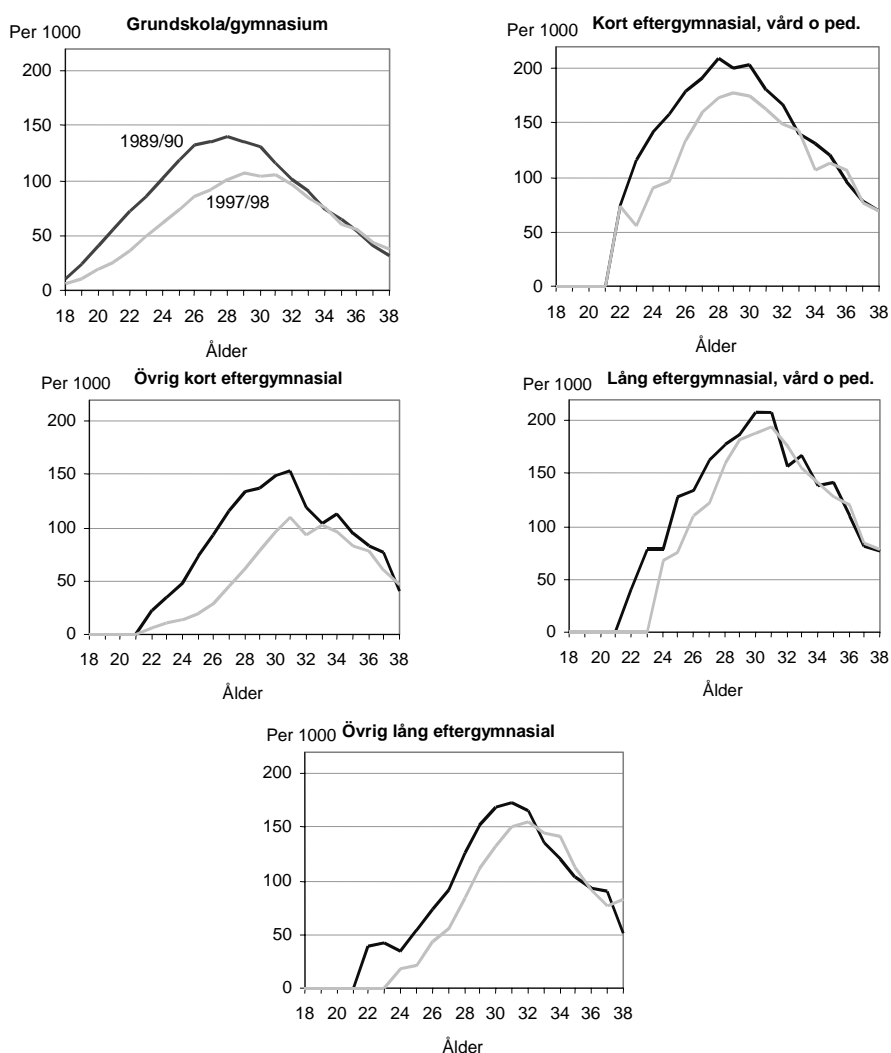 Grundskola/gymnasium
Per 1000
200
150
100
50
0
1989/90
1997/98
18 20 22 24 26 28 30 32 34 36 38
Ålder
Kort eftergymnasial, vård o ped.
Per 1000
200
150
100
50
0
18 20 22 24 26 28 30 32 34 36 38
Ålder
Övrig kort eftergymnasial
Per 1000
200
150
100
50
0
18 20 22 24 26 28 30 32 34 36 38
Ålder
Lång eftergymnasial, vård o ped.
Per 1000
200
150
100
50
0
18 20 22 24 26 28 30 32 34 36 38
Ålder
Per 1000 Övrig lång eftergymnasial
200
150
100
50
0
18 20 22 24 26 28 30 32 34 36 38
Ålder